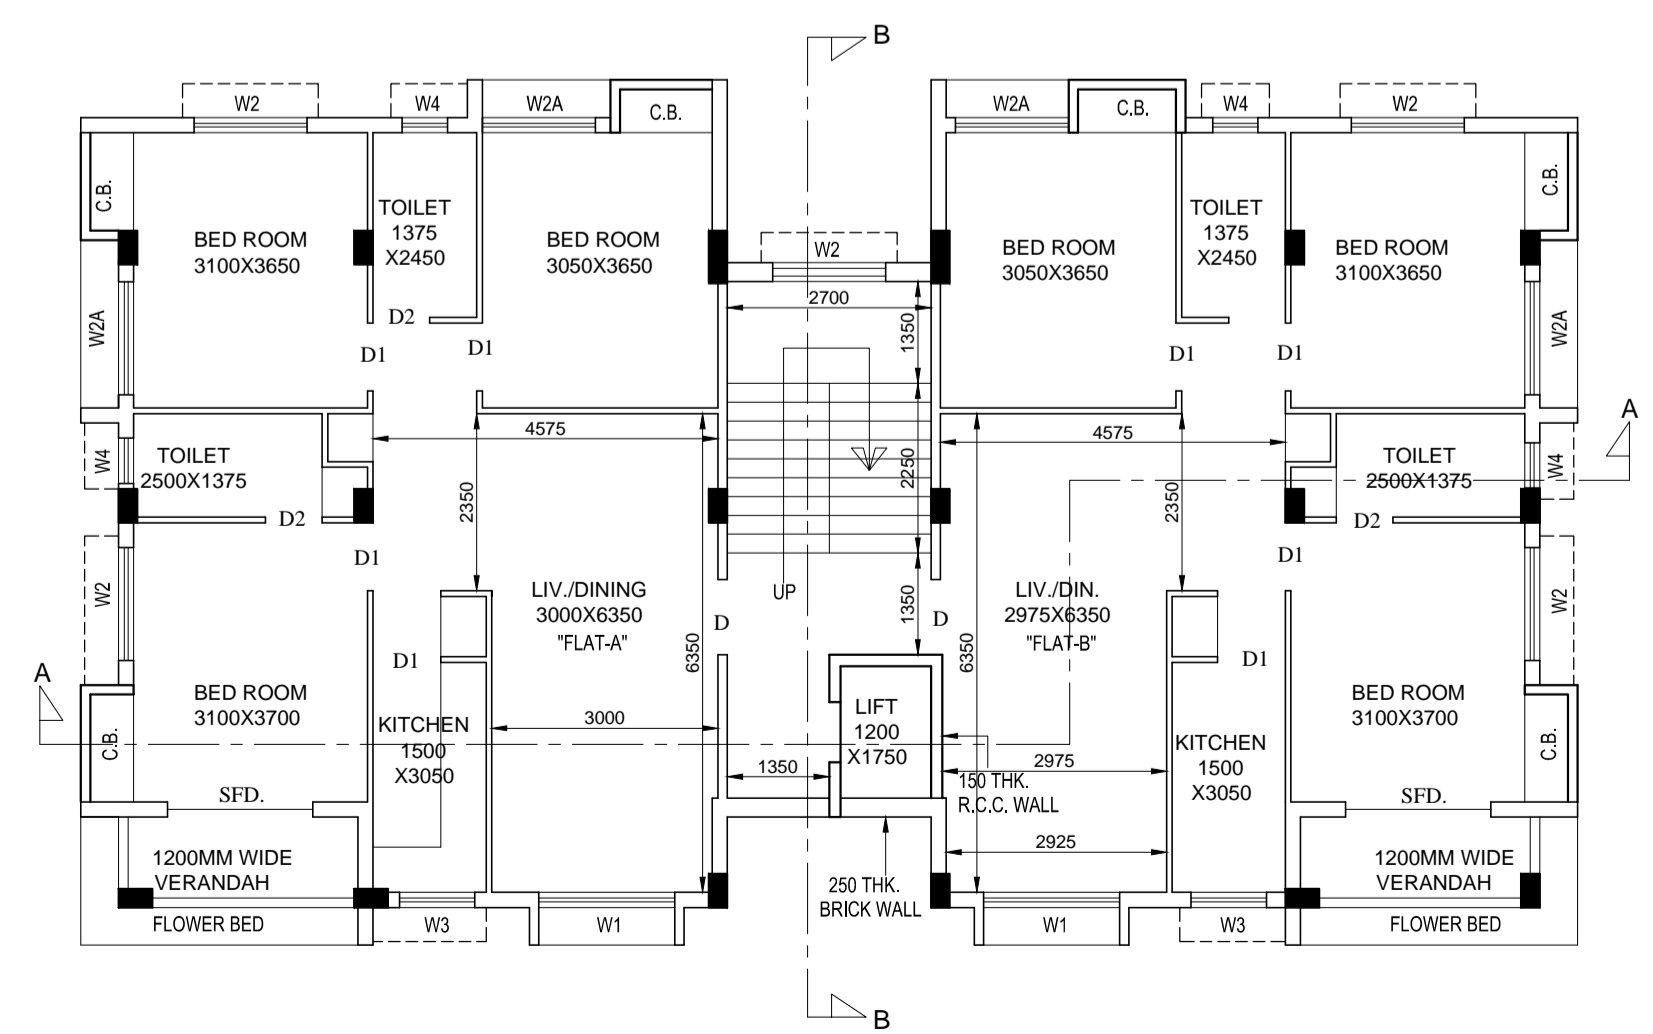 B
W2
W4
W2A
C.B.
W2A
C.B.
W4
W2
C.B.
C.B.
TOILET
1375
X2450
BED ROOM
3100X3650
BED ROOM
3050X3650
W2
BED ROOM
3050X3650
TOILET
1375
X2450
BED ROOM
3100X3650
2700
1350
W2A
D2
D1
D1
D1
D1
W2A
A
4575
4575
TOILET
2500X1375
W4
2350
2250
2350
TOILET
2500X1375
W4
D2
D1
D2
D1
W2
LIV./DINING
3000X6350
"FLAT-A"
UP
1350
LIV./DIN.
2975X6350
"FLAT-B"
W2
D
D
6350
6350
D1
D1
A
BED ROOM
3100X3700
BED ROOM
3100X3700
C.B.
KITCHEN
1500
X3050
3000
LIFT
1200
X1750
KITCHEN
1500
X3050
C.B.
1350
2975
150 THK.
R.C.C. WALL
SFD.
SFD.
2925
1200MM WIDE
VERANDAH
1200MM WIDE
VERANDAH
250 THK.
BRICK WALL
FLOWER BED
W3
W1
W1
W3
FLOWER BED
B